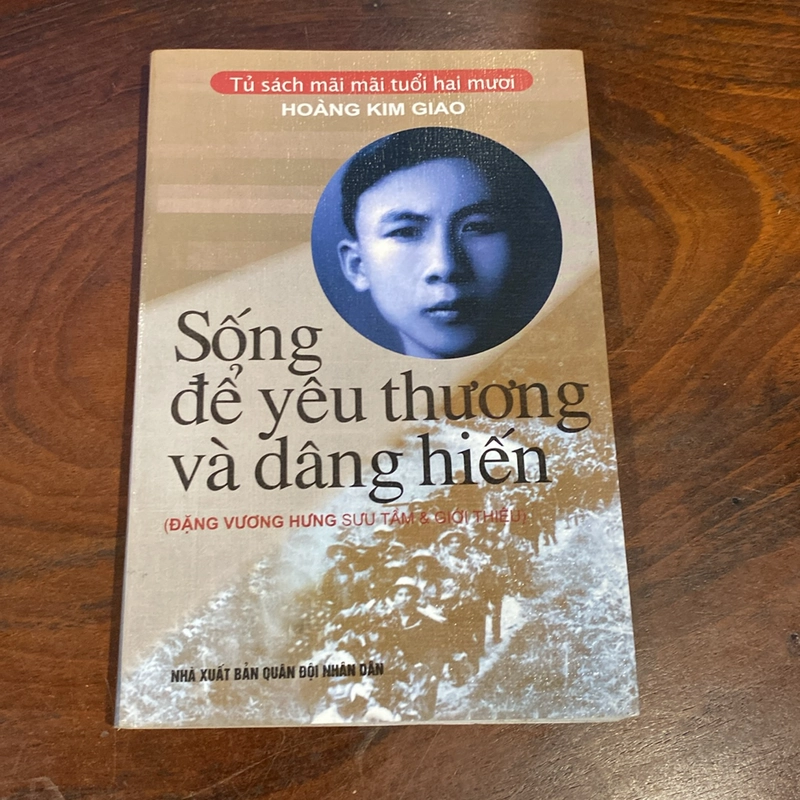 Tủ sách mãi mãi tuổi hai mươi
HOÀNG KIM GIAO
Sống
để yêu thương
và dâng hiến
(ĐẶNG VƯƠNG HƯNG SƯU TẦM & GIỚI THIỆU)
NHÀ XUẤT BẢN QUÂN ĐỘI NHÂN DÂN